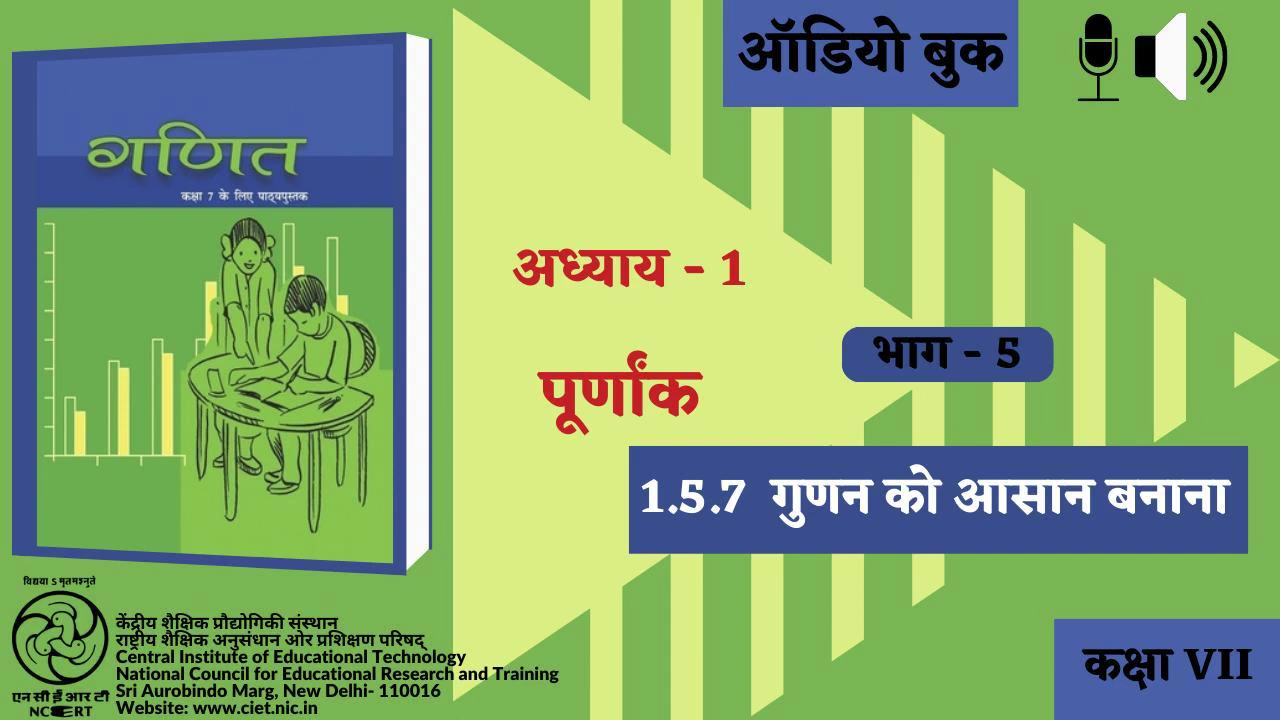 ऑडियो बुक
गणित
कक्षा 7 के लिए पाठ्यपुस्तक
अध्याय - 1
भाग - 5
पूर्णांक
1.5.7 गुणन को आसान बनाना
विद्यया ऽ मृतमश्नुते
एन सी ई आर टी
NCERT
केंद्रीय शैक्षिक प्रौद्योगिकी संस्थान
राष्ट्रीय शैक्षिक अनुसंधान ओर प्रशिक्षण परिषद्
Central Institute of Educational Technology
National Council for Educational Research and Training
Sri Aurobindo Marg, New Delhi- 110016
Website: www.ciet.nic.in
कक्षा VII